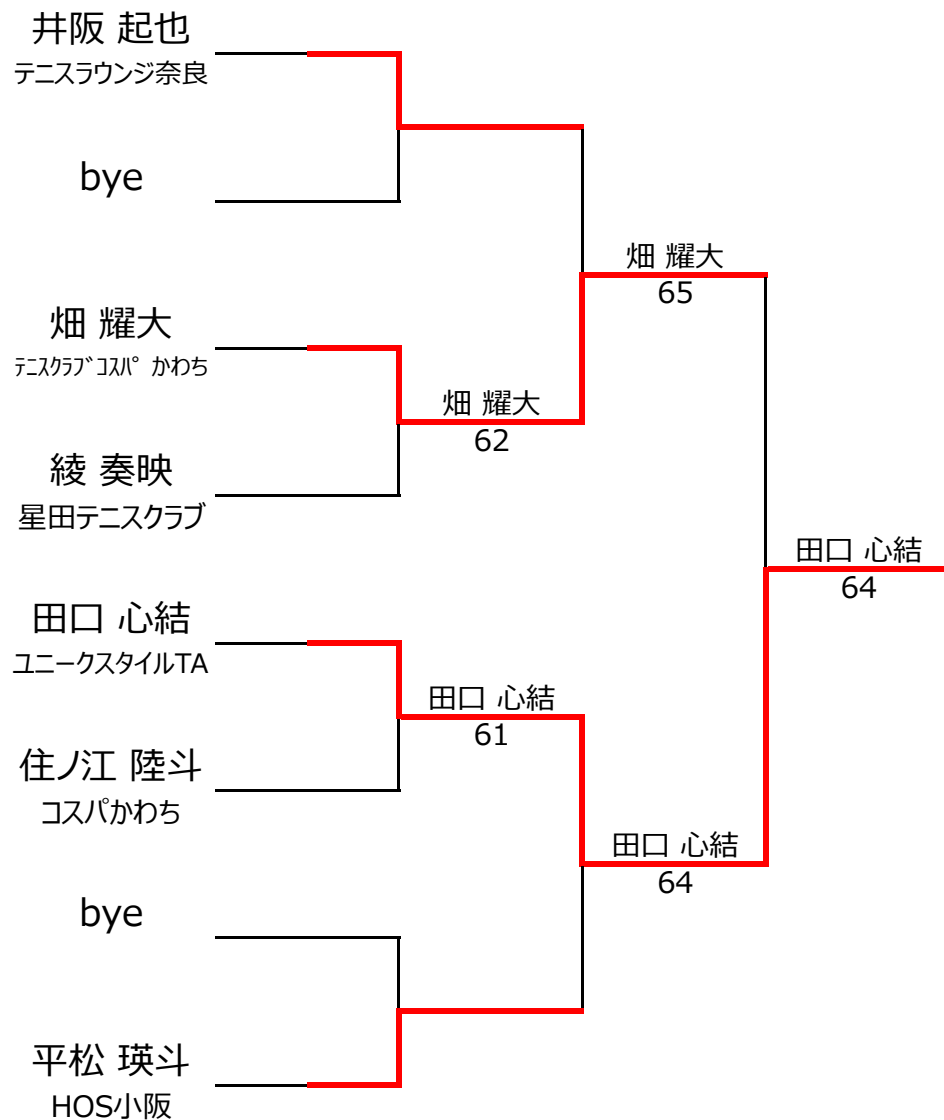 井阪 起也
テニスラウンジ奈良
bye
畑 耀大
65
畑 耀大
ﾃﾆｽｸﾗﾌﾞｺｽﾊﾟ かわち
畑 耀大
62
綾 奏映
星田テニスクラブ
田口 心結
64
田口 心結
ユニークスタイルTA
田口 心結
61
住ノ江 陸斗
コスパかわち
田口 心結
64
bye
平松 瑛斗
HOS小阪